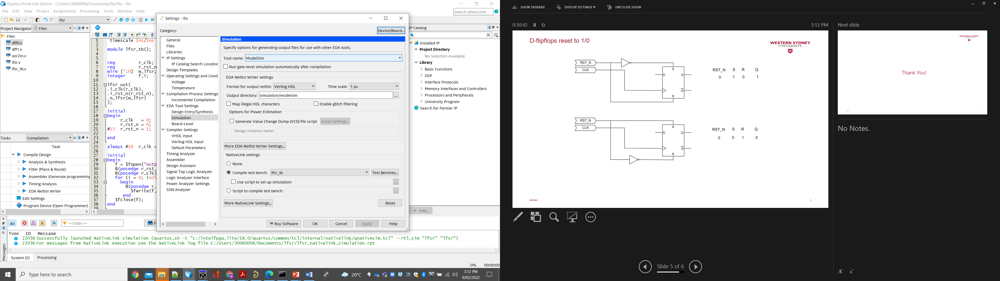 Quartus Prime Lite Edition - C:/Users/30060006/Documents/lfsr/lfsr - lfsr
File Edit View Project Assignments Processing Tools Window Help
Search altera.com
lfsr
Project Navigator Files
Files
dff0.v
dff1.v
xor2in.v
lfsr.v
lfsr_tb.v
Tasks Compilation
Task
Compile Design
Analysis & Synthesis
Fitter (Place & Route)
Assembler (Generate programming
Timing Analysis
EDA Netlist Writer
Edit Settings
Program Device (Open Programmer)
1 `timescale 1ns/1ns
2
3 module lfsr_tb();
4
5
6 reg r_clk;
7 reg r_rst_n
8 wire [7:0] w_lfsr;
9 integer f,i;
10
11 lfsr uut(
12 .i_clk(r_clk),
13 .i_rst_n(r_rst_n),
14 .o_lfsr(w_lfsr)
15 );
16
17 initial
18 begin
19 r_clk = 0;
20 r_rst_n = 0;
21 #15 r_rst_n = 1;
22
23 end
24
25 always #10 r_clk <
26
27 initial
28 begin
29 f = $fopen("outp
30 @(posedge r_rst_
31 @(posedge r_clk)
32 for (i = 0; i<25
33 begin
34 @(posedge r_
35 $fwrite(f,
36 end
37 $fclose(f);
38 end
39
Settings - lfsr
Category:
Device/Board...
General
Files
Libraries
IP Settings
IP Catalog Search Location
Design Templates
Operating Settings and Cond
Voltage
Temperature
Compilation Process Settings
Incremental Compilation
EDA Tool Settings
Design Entry/Synthesis
Simulation
Board-Level
Compiler Settings
VHDL Input
Verilog HDL Input
Default Parameters
Timing Analyzer
Assembler
Design Assistant
Signal Tap Logic Analyzer
Logic Analyzer Interface
Power Analyzer Settings
SSN Analyzer
Simulation
Specify options for generating output files for use with other EDA tools.
Tool name: ModelSim
Run gate-level simulation automatically after compilation
EDA Netlist Writer settings
Format for output netlist: Verilog HDL Time scale: 1 ps
Output directory: simulation/modelsim ...
Map illegal HDL characters Enable glitch filtering
Options for Power Estimation
Generate Value Change Dump (VCD) file script Script Settings...
Design instance name:
More EDA Netlist Writer Settings...
NativeLink settings
None
Compile test bench: lfsr_tb Test Benches...
Use script to set up simulation: ...
Script to compile test bench: ...
More NativeLink Settings... Reset
Buy Software OK Cancel Apply Help
IP Catalog
Installed IP
Project Directory
No Selection Available
Library
Basic Functions
DSP
Interface Protocols
Memory Interfaces and Controllers
Processors and Peripherals
University Program
Search for Partner IP
+ Add...
All <<Filter>>
Type ID Message
22036 Successfully launched NativeLink simulation (quartus_sh -t "c:/intelfpga_lite/18.0/quartus/common/tcl/internal/nativelink/qnativesim.tcl" --rtl_sim "lfsr" "lfsr")
22036 For messages from NativeLink execution see the NativeLink log file C:/Users/30060006/Documents/lfsr/lfsr_nativelink_simulation.rpt
Messages
System (2) Processing
0% 00:00:00
Type here to search
20°C
3:12 PM
9/02/2022
SHOW TASKBAR DISPLAY SETTINGS ▼ END SLIDE SHOW
0:30:42 3:12 PM
Next slide
D-flipflops reset to 1/0
WESTERN SYDNEY
UNIVERSITY
W
RST_N
CLK
S
D Q
Q
R
RST_N S R Q
0 1 0 1
RST_N
CLK
S
D Q
Q
R
RST_N S R Q
0 0 1 0
9/02/2022
5
WESTERN SYDNEY
UNIVERSITY
Thank You!
No Notes.
Slide 5 of 6
A A